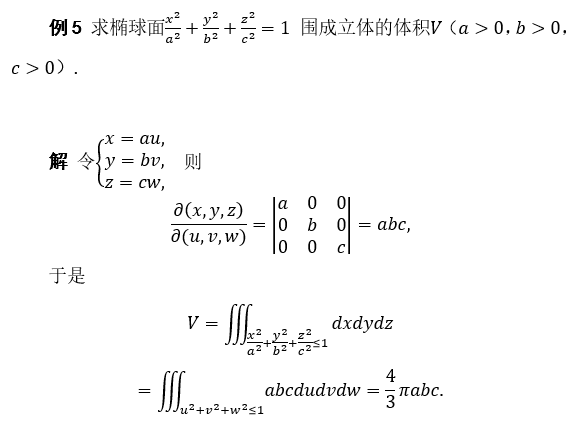 例5 求椭球面x²/a²+y²/b²+z²/c²=1 围成立体的体积V（a>0，b>0，
c>0）.
解 令{x=au, y=bv, z=cw, 则
∂(x,y,z)/∂(u,v,w)=|a 0 0; 0 b 0; 0 0 c|=abc,
于是
V=∭_{x²/a²+y²/b²+z²/c²≤1} dxdydz
=∭_{u²+v²+w²≤1} abcdudvdw=4/3 πabc.